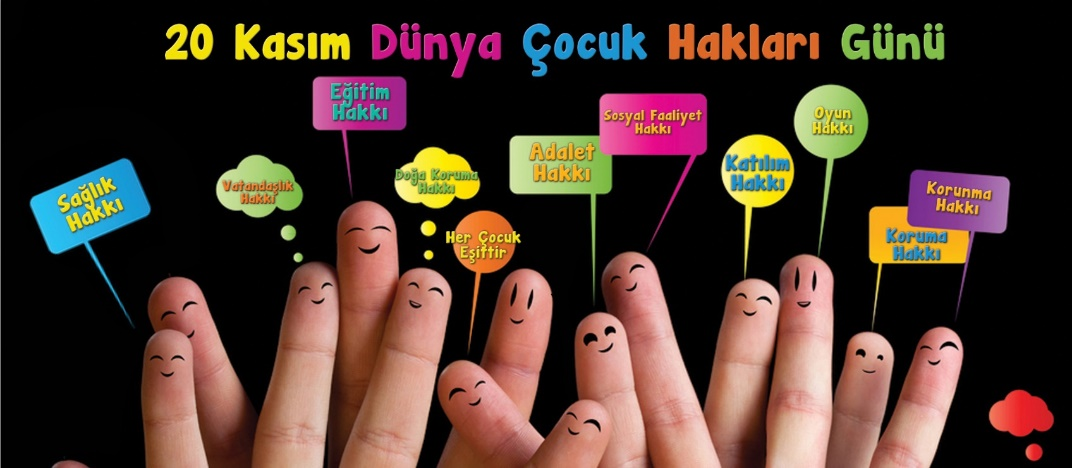 20 Kasım Dünya Çocuk Hakları Günü
Sağlık
Hakkı
Vatandaşlık
Hakkı
Eğitim
Hakkı
Doğa Koruma
Hakkı
Her Çocuk
Eşittir
Adalet
Hakkı
Sosyal Faaliyet
Hakkı
Katılım
Hakkı
Oyun
Hakkı
Koruma
Hakkı
Korunma
Hakkı